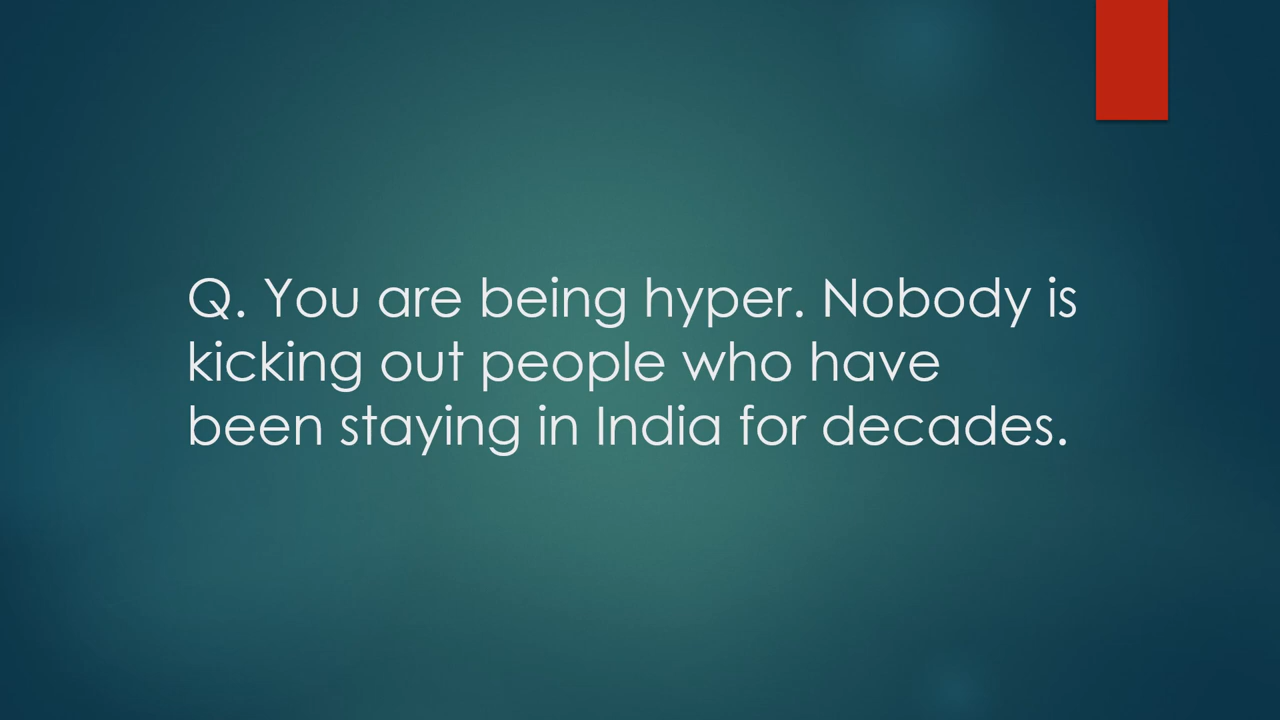 Q. You are being hyper. Nobody is
kicking out people who have
been staying in India for decades.